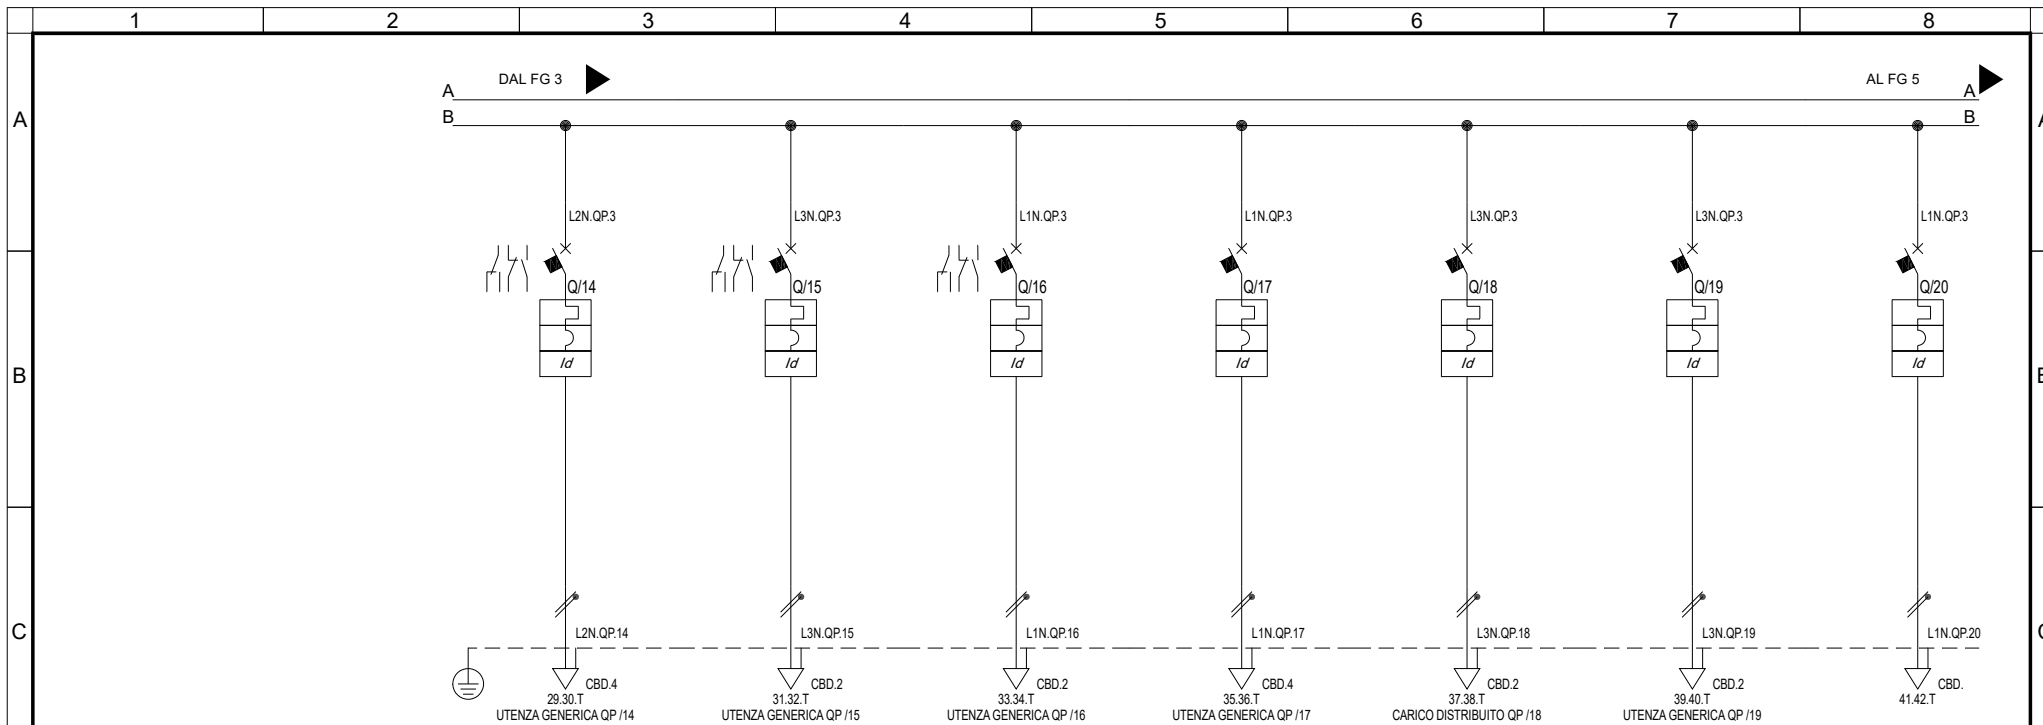 1 2 3 4 5 6 7 8
DAL FG 3 AL FG 5
A A
B B
A
L2N.QP.3 L3N.QP.3 L1N.QP.3 L1N.QP.3 L3N.QP.3 L3N.QP.3 L1N.QP.3
Q/14 Q/15 Q/16 Q/17 Q/18 Q/19 Q/20
Id Id Id Id Id Id Id
B
C
L2N.QP.14 L3N.QP.15 L1N.QP.16 L1N.QP.17 L3N.QP.18 L3N.QP.19 L1N.QP.20
CBD.4 CBD.2 CBD.2 CBD.4 CBD.2 CBD.2 CBD.
29.30.T 31.32.T 33.34.T 35.36.T 37.38.T 39.40.T 41.42.T
UTENZA GENERICA QP /14 UTENZA GENERICA QP /15 UTENZA GENERICA QP /16 UTENZA GENERICA QP /17 CARICO DISTRIBUITO QP /18 UTENZA GENERICA QP /19